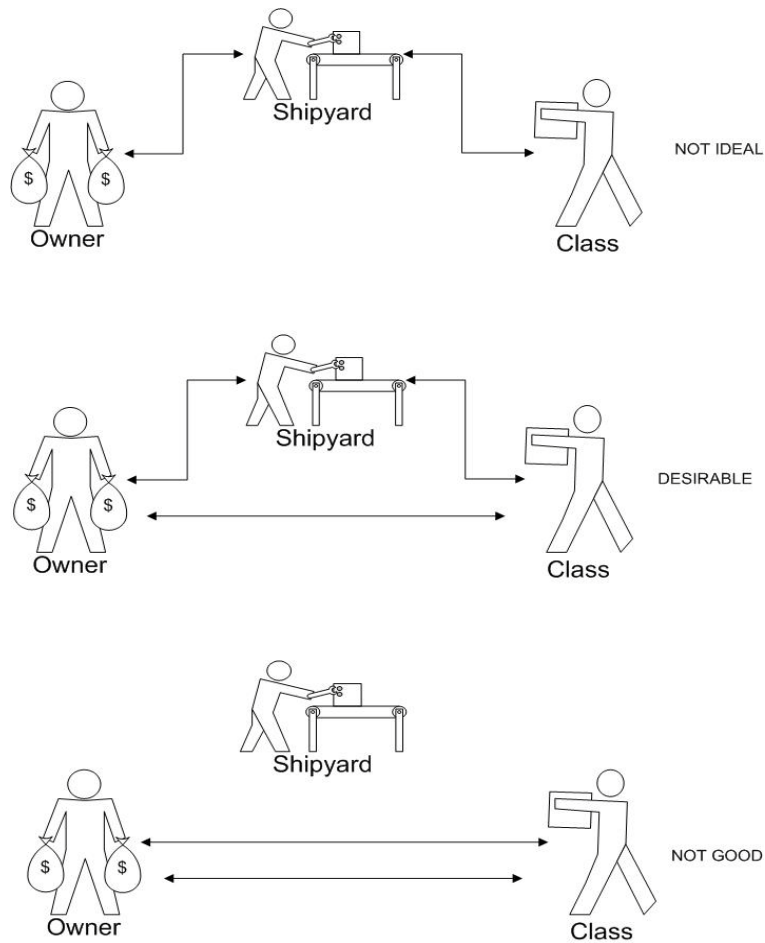 Shipyard
NOT IDEAL
$ $
Owner
Class
Shipyard
DESIRABLE
$ $
Owner
Class
Shipyard
NOT GOOD
$ $
Owner
Class